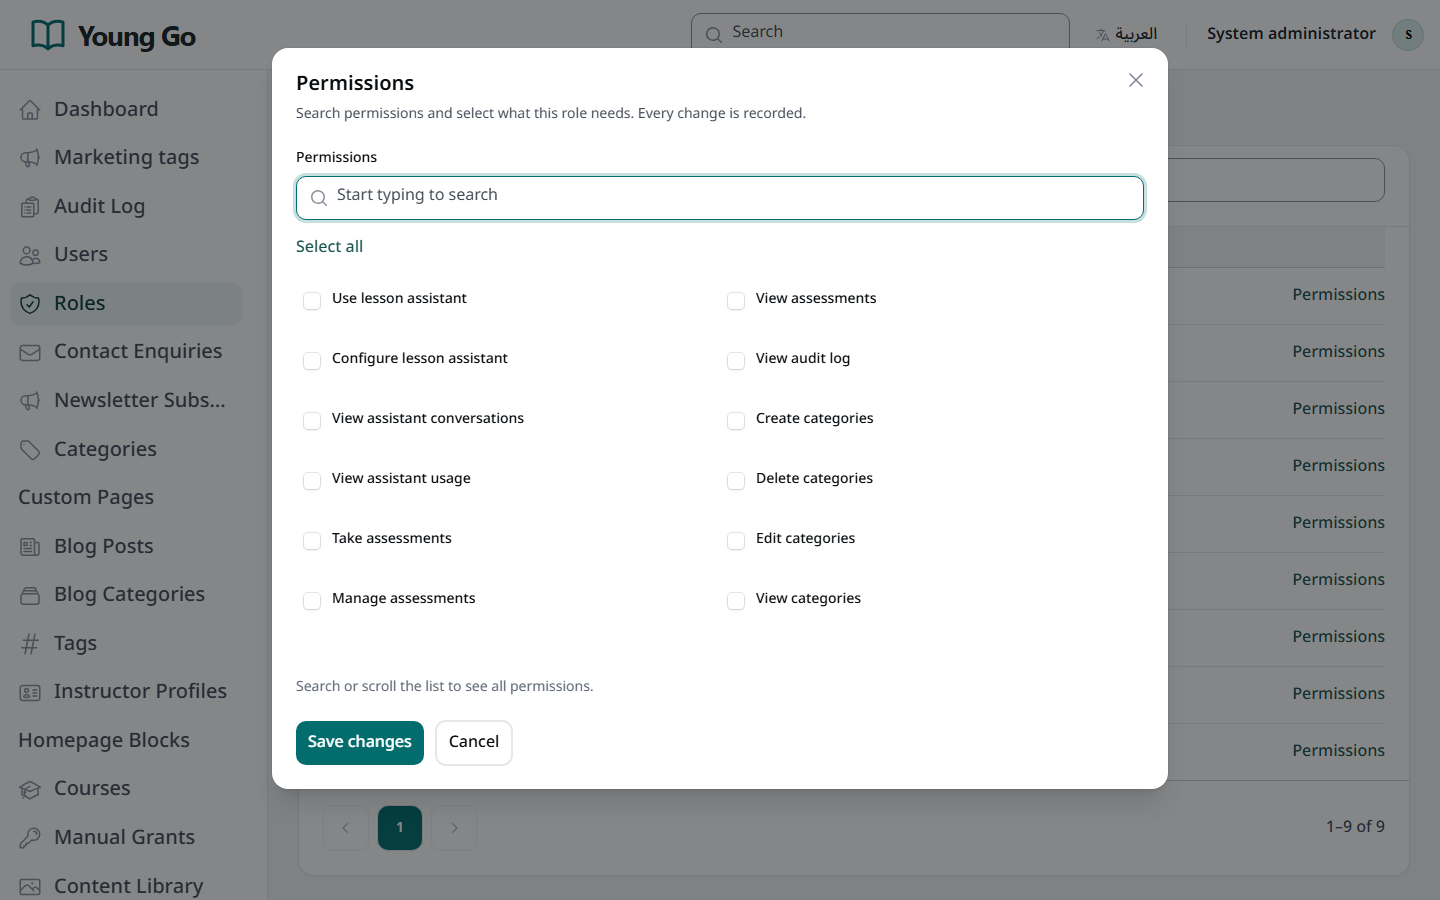 Young Go
Search
العربية
System administrator
S
Dashboard
Marketing tags
Audit Log
Users
Roles
Contact Enquiries
Newsletter Subs...
Categories
Custom Pages
Blog Posts
Blog Categories
Tags
Instructor Profiles
Homepage Blocks
Courses
Manual Grants
Content Library
Permissions
Search permissions and select what this role needs. Every change is recorded.
Permissions
Start typing to search
Select all
Use lesson assistant
View assessments
Configure lesson assistant
View audit log
View assistant conversations
Create categories
View assistant usage
Delete categories
Take assessments
Edit categories
Manage assessments
View categories
Search or scroll the list to see all permissions.
Save changes
Cancel
Permissions
Permissions
Permissions
Permissions
Permissions
Permissions
Permissions
Permissions
Permissions
1
1–9 of 9